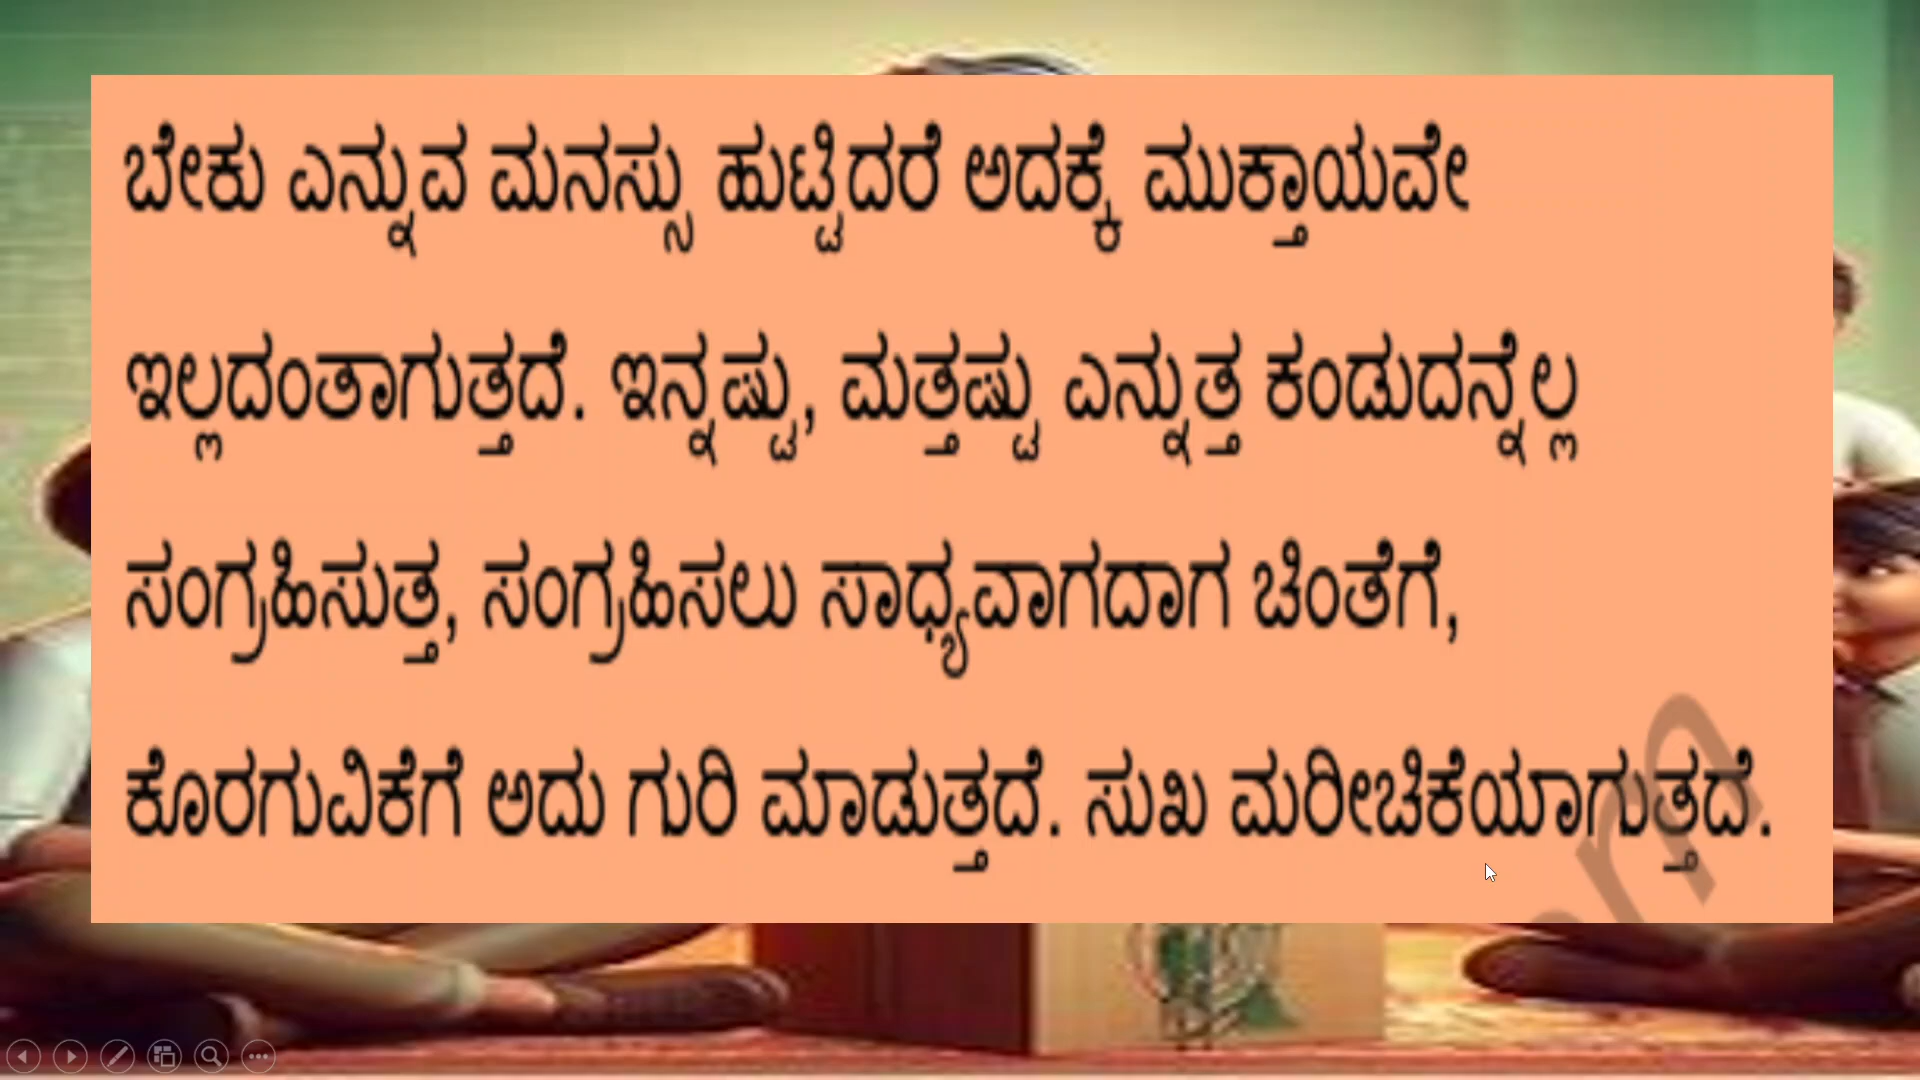 ಬೇಕು ಎನ್ನುವ ಮನಸ್ಸು ಹುಟ್ಟಿದರೆ ಅದಕ್ಕೆ ಮುಕ್ತಾಯವೇ
ಇಲ್ಲದಂತಾಗುತ್ತದೆ. ಇನ್ನಷ್ಟು, ಮತ್ತಷ್ಟು ಎನ್ನುತ್ತ ಕಂಡುದನ್ನೆಲ್ಲ
ಸಂಗ್ರಹಿಸುತ್ತ, ಸಂಗ್ರಹಿಸಲು ಸಾಧ್ಯವಾಗದಾಗ ಚಿಂತೆಗೆ,
ಕೊರಗುವಿಕೆಗೆ ಅದು ಗುರಿ ಮಾಡುತ್ತದೆ. ಸುಖ ಮರೀಚಿಕೆಯಾಗುತ್ತದೆ.